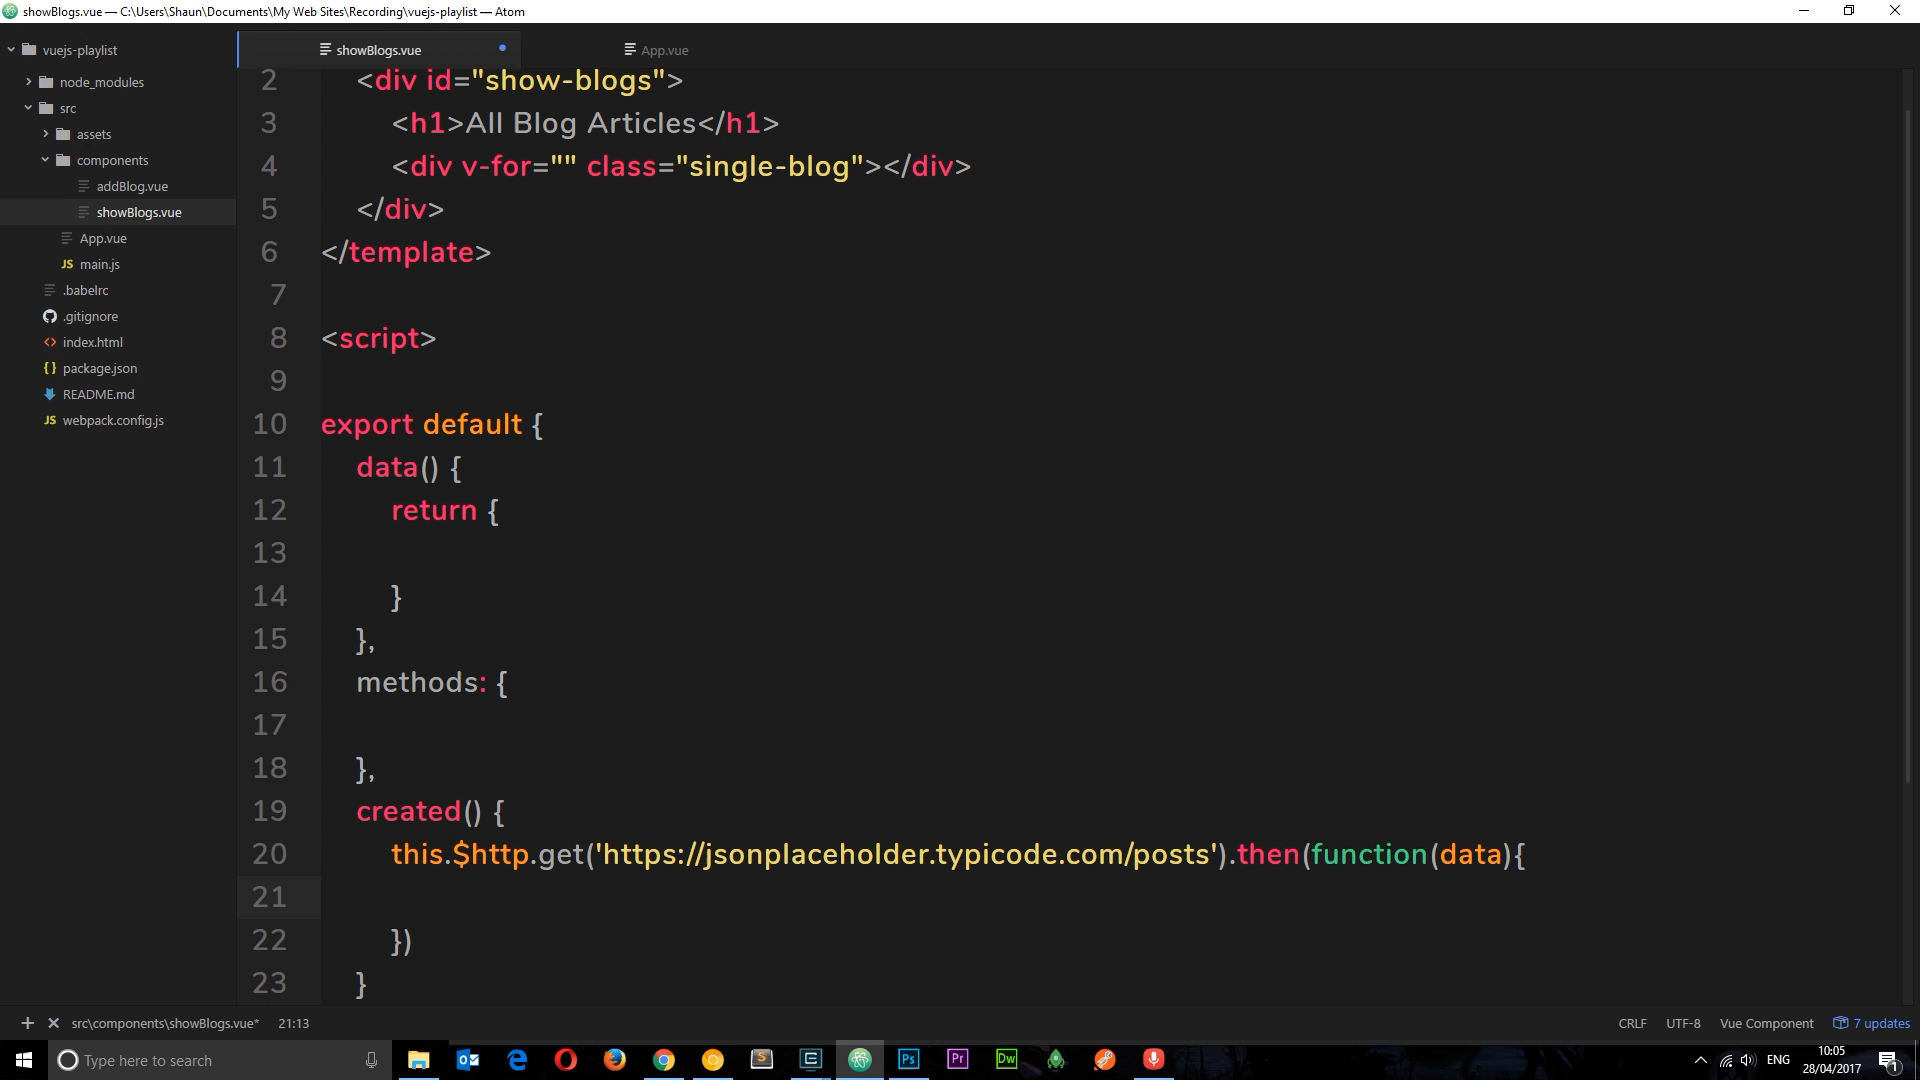 showBlogs.vue — C:\Users\Shaun\Documents\My Web Sites\Recording\vuejs-playlist — Atom
vuejs-playlist
node_modules
src
assets
components
addBlog.vue
showBlogs.vue
App.vue
JS main.js
.babelrc
.gitignore
<> index.html
{} package.json
README.md
JS webpack.config.js
showBlogs.vue
App.vue
2 <div id="show-blogs">
3 <h1>All Blog Articles</h1>
4 <div v-for="" class="single-blog"></div>
5 </div>
6 </template>
7
8 <script>
9
10 export default {
11 data() {
12 return {
13
14 }
15 },
16 methods: {
17
18 },
19 created() {
20 this.$http.get('https://jsonplaceholder.typicode.com/posts').then(function(data){
21
22 })
23 }
src\components\showBlogs.vue* 21:13
CRLF UTF-8 Vue Component 7 updates
Type here to search
Ps
Pr
Dw
ENG
10:05
28/04/2017
1